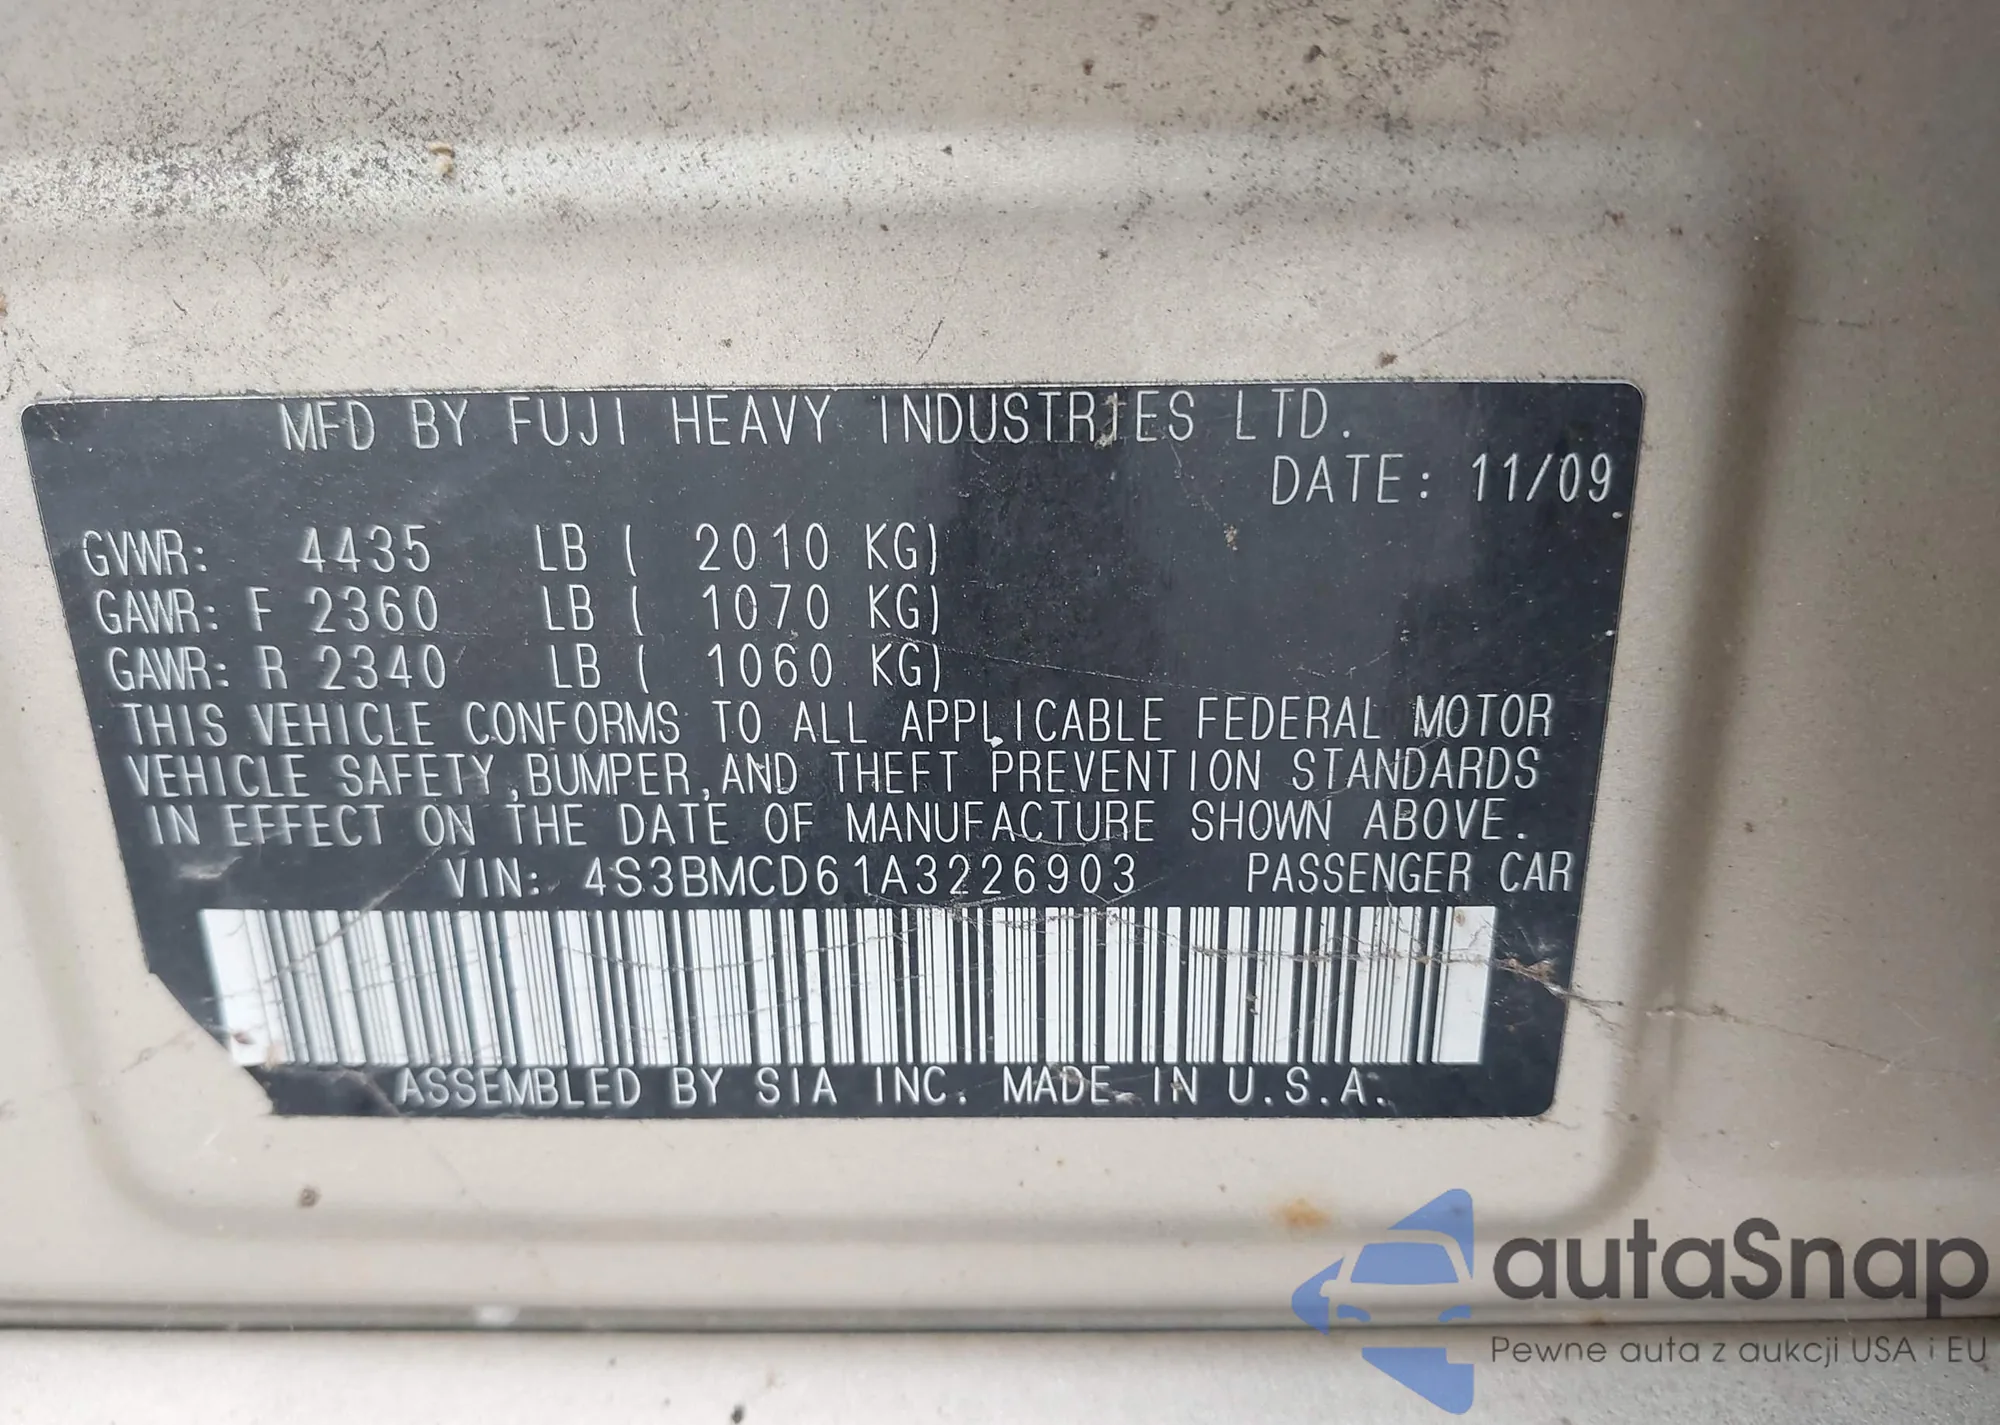 MFD BY FUJI HEAVY INDUSTRIES LTD.
DATE: 11/09
GVWR: 4435 LB ( 2010 KG)
GAWR: F 2360 LB ( 1070 KG)
GAWR: R 2340 LB ( 1060 KG)
THIS VEHICLE CONFORMS TO ALL APPLICABLE FEDERAL MOTOR
VEHICLE SAFETY,BUMPER,AND THEFT PREVENTION STANDARDS
IN EFFECT ON THE DATE OF MANUFACTURE SHOWN ABOVE.
VIN: 4S3BMCD61A3226903 PASSENGER CAR
ASSEMBLED BY SIA INC. MADE IN U.S.A.
autaSnap
Pewne auta z aukcji USA i EU